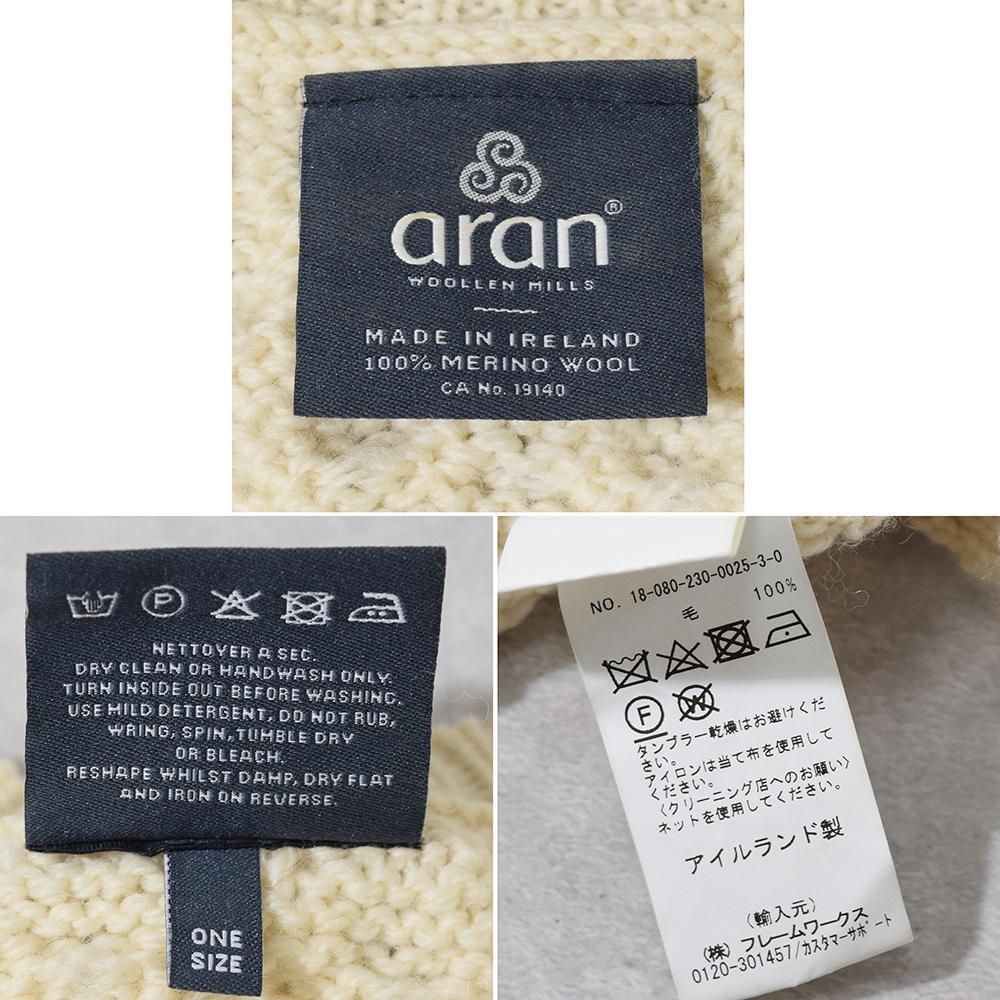 aran®
WOOLLEN MILLS
MADE IN IRELAND
100% MERINO WOOL
CA No. 19140
P
NETTOYER A SEC.
DRY CLEAN OR HANDWASH ONLY.
TURN INSIDE OUT BEFORE WASHING.
USE MILD DETERGENT, DO NOT RUB,
WRING, SPIN, TUMBLE DRY
OR BLEACH.
RESHAPE WHILST DAMP, DRY FLAT
AND IRON ON REVERSE.
ONE
SIZE
NO. 18-080-230-0025-3-0
毛 100%
F W
タンブラー乾燥はお避けくだ
さい。
アイロンは当て布を使用して
ください。
〈クリーニング店へのお願い〉
ネットを使用してください。
アイルランド製
(輸入元)
(株) フレームワークス
0120-301457/カスタマーサポート